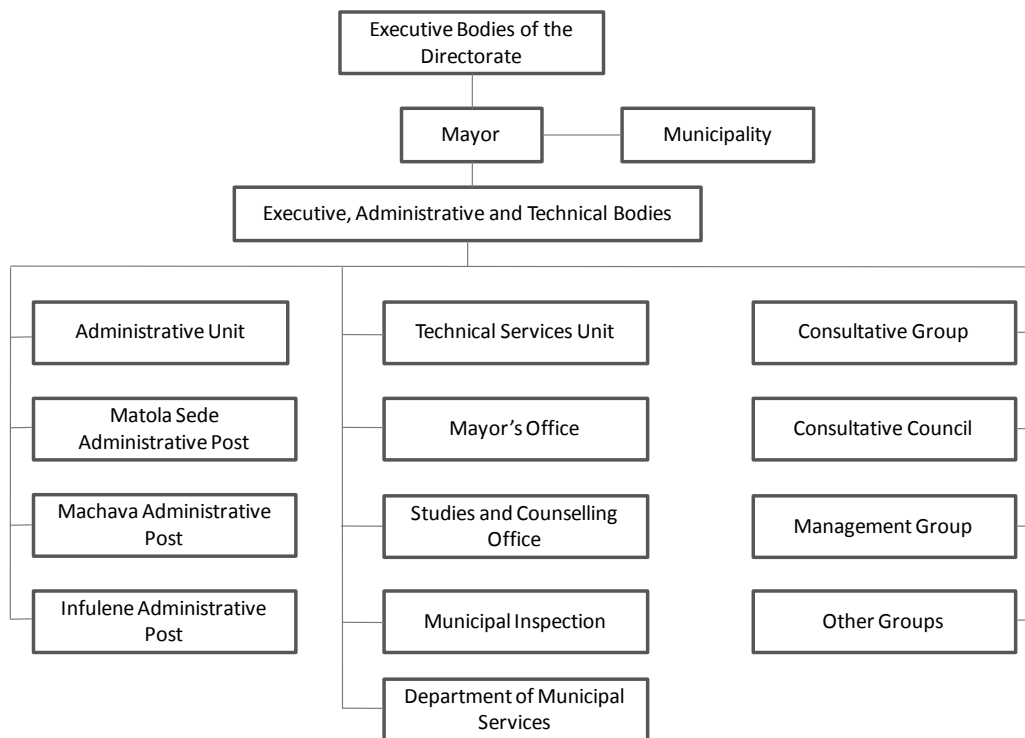 Executive Bodies of the
Directorate
Mayor
Municipality
Executive, Administrative and Technical Bodies
Administrative Unit
Matola Sede
Administrative Post
Machava Administrative
Post
Infulene Administrative
Post
Technical Services Unit
Mayor’s Office
Studies and Counselling
Office
Municipal Inspection
Department of Municipal
Services
Consultative Group
Consultative Council
Management Group
Other Groups